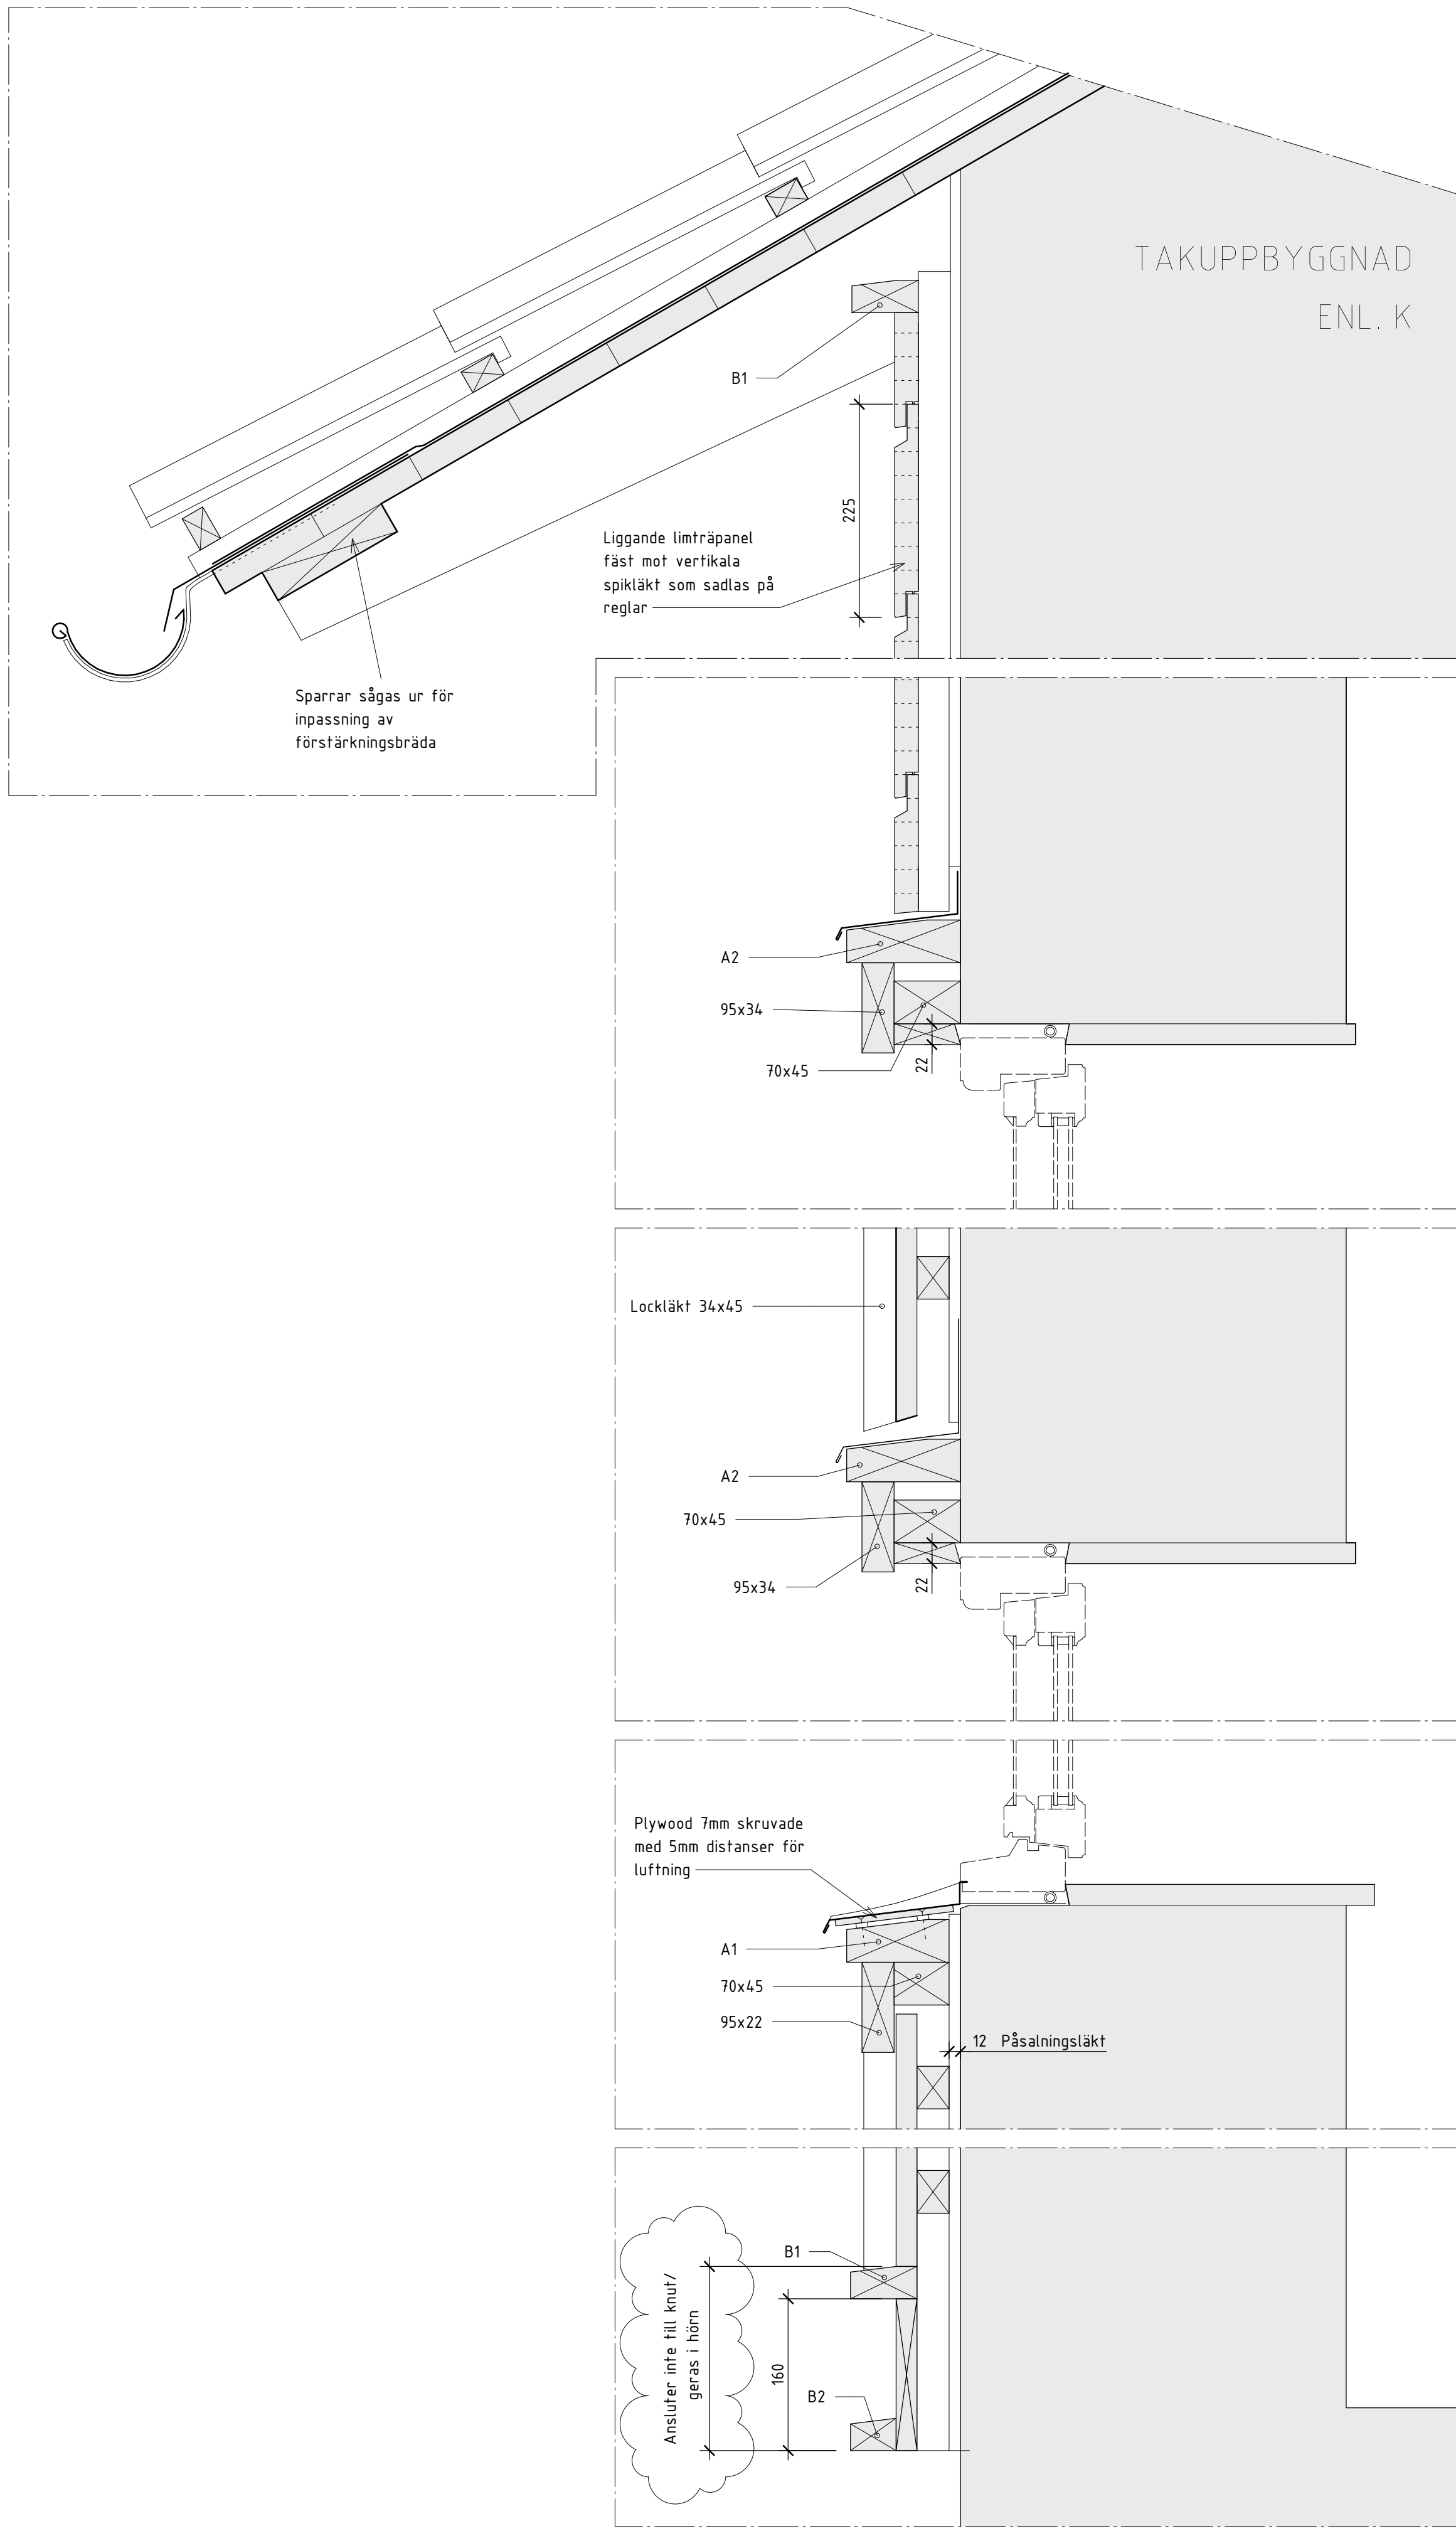 TAKUPPBYGGNAD
ENL. K
B1
225
Liggande limträpanel
fäst mot vertikala
spikläkt som sadlas på
reglar
Sparrar sågas ur för
inpassning av
förstärkningsbräda
A2
95x34
70x45
22
Lockläkt 34x45
A2
70x45
95x34
22
Plywood 7mm skruvade
med 5mm distanser för
luftning
A1
70x45
95x22
12 Påsalningsläkt
B1
Ansluter inte till knut/
geras i hörn
160
B2